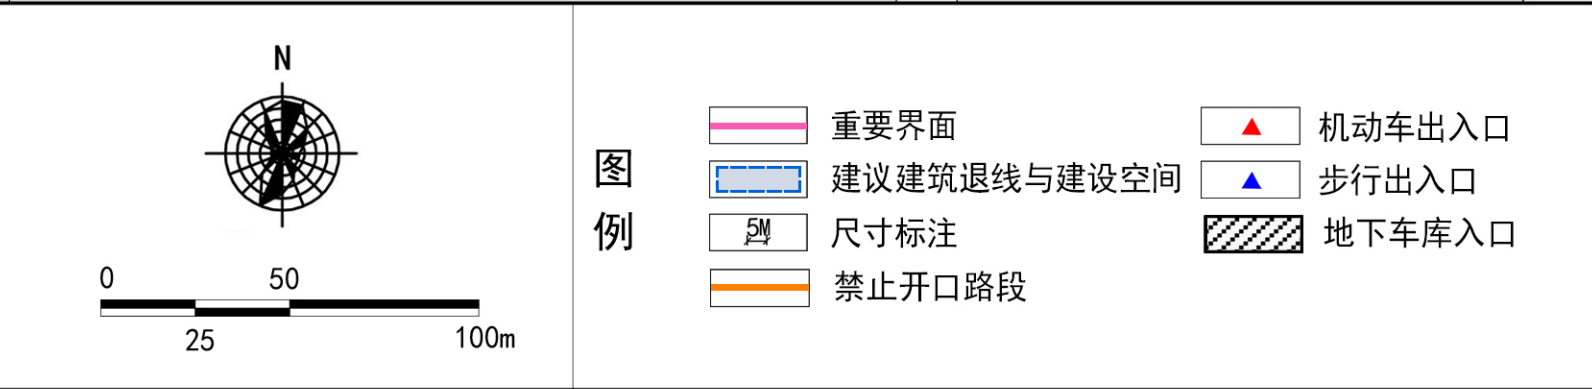 N
0
50
25
100m
图
例
重要界面
建议建筑退线与建设空间
5M
尺寸标注
禁止开口路段
机动车出入口
步行出入口
地下车库入口